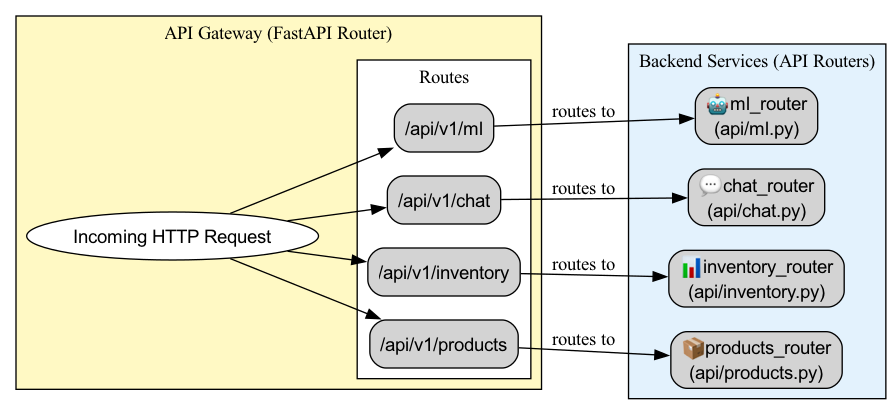 API Gateway (FastAPI Router)
Routes
Incoming HTTP Request
/api/v1/ml
/api/v1/chat
/api/v1/inventory
/api/v1/products
routes to
routes to
routes to
routes to
Backend Services (API Routers)
🤖ml_router
(api/ml.py)
💬chat_router
(api/chat.py)
📊inventory_router
(api/inventory.py)
📦products_router
(api/products.py)